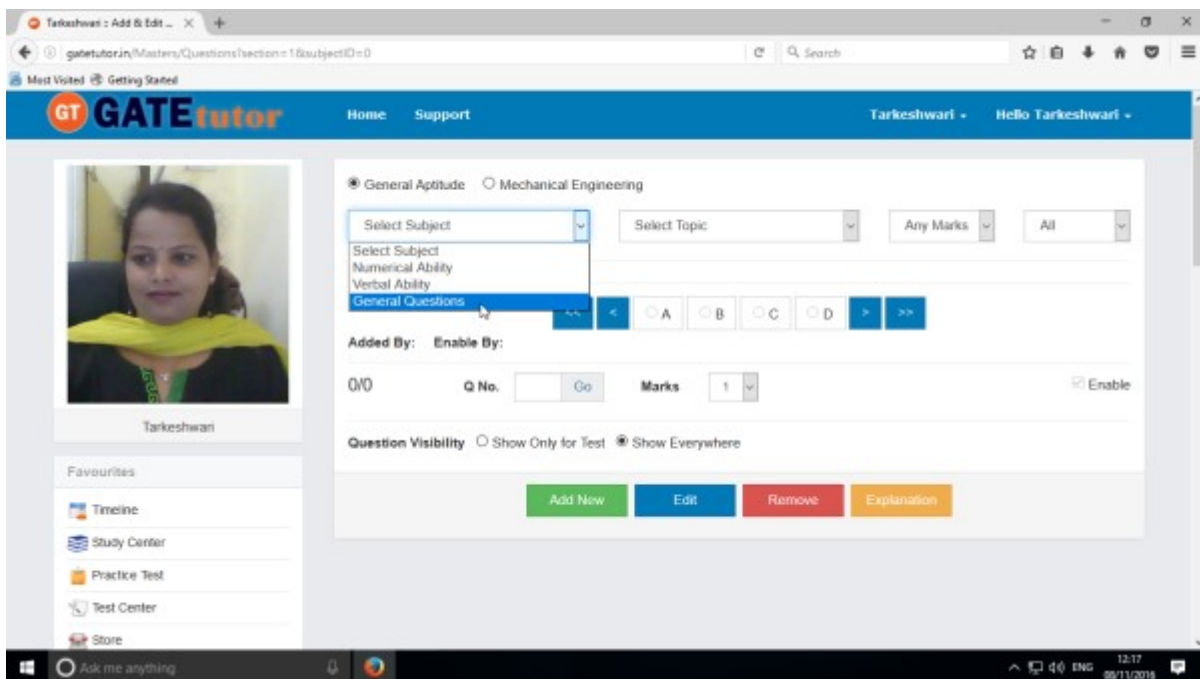 Tarkeshwari :: Add & Edit ...
gatetutor.in/Masters/Questions?section=1&subjectID=0
Search
Most Visited Getting Started
GT GATEtutor Home Support Tarkeshwari Hello Tarkeshwari
General Aptitude Mechanical Engineering
Select Subject Select Topic Any Marks All
Select Subject
Numerical Ability
Verbal Ability
General Questions
<< < A B C D > >>
Added By: Enable By:
0/0 Q No. Go Marks 1 Enable
Tarkeshwari
Question Visibility Show Only for Test Show Everywhere
Favourites
Add New Edit Remove Explanation
Timeline
Study Center
Practice Test
Test Center
Store
Ask me anything ENG 12:17
08/11/2016